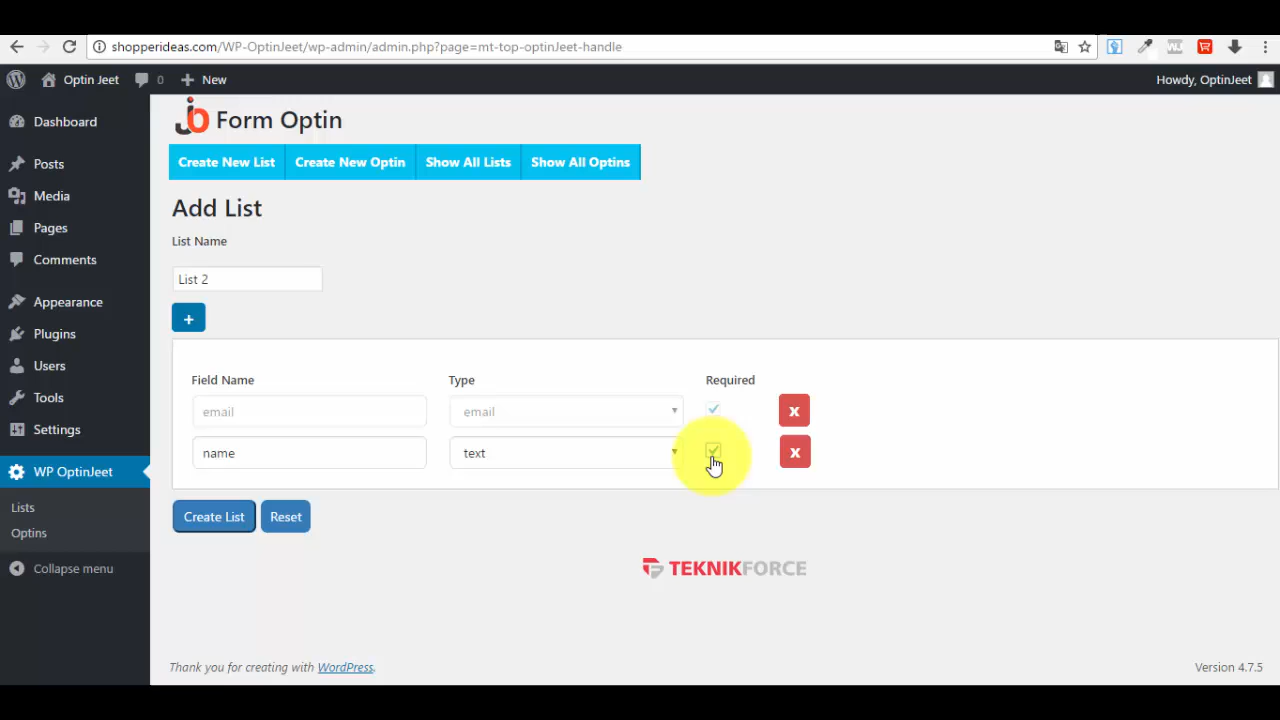 shopperideas.com/WP-OptinJeet/wp-admin/admin.php?page=mt-top-optinJeet-handle
Optin Jeet 0 + New Howdy, OptinJeet
Form Optin
Create New List Create New Optin Show All Lists Show All Optins
Dashboard
Posts
Media
Pages
Comments
Appearance
Plugins
Users
Tools
Settings
WP OptinJeet
Lists
Optins
Collapse menu
Add List
List Name
List 2
+
Field Name Type Required
email email x
name text x
Create List Reset
TEKNIKFORCE
Thank you for creating with WordPress. Version 4.7.5